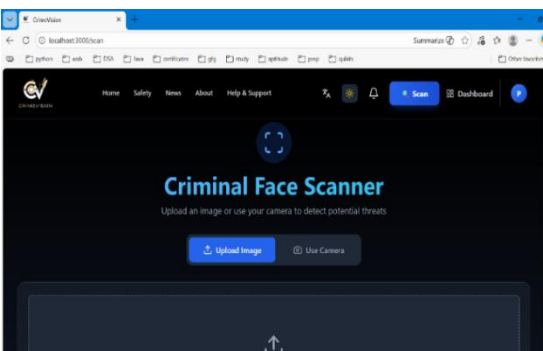 CrimeVision
localhost:3000/scan
Summarize
python
web
DSA
Java
certificates
gfg
study
aptitude
prep
qubits
CRIMEVISION
Home Safety News About Help & Support
Scan
Dashboard
P
Criminal Face Scanner
Upload an image or use your camera to detect potential threats
Upload Image
Use Camera